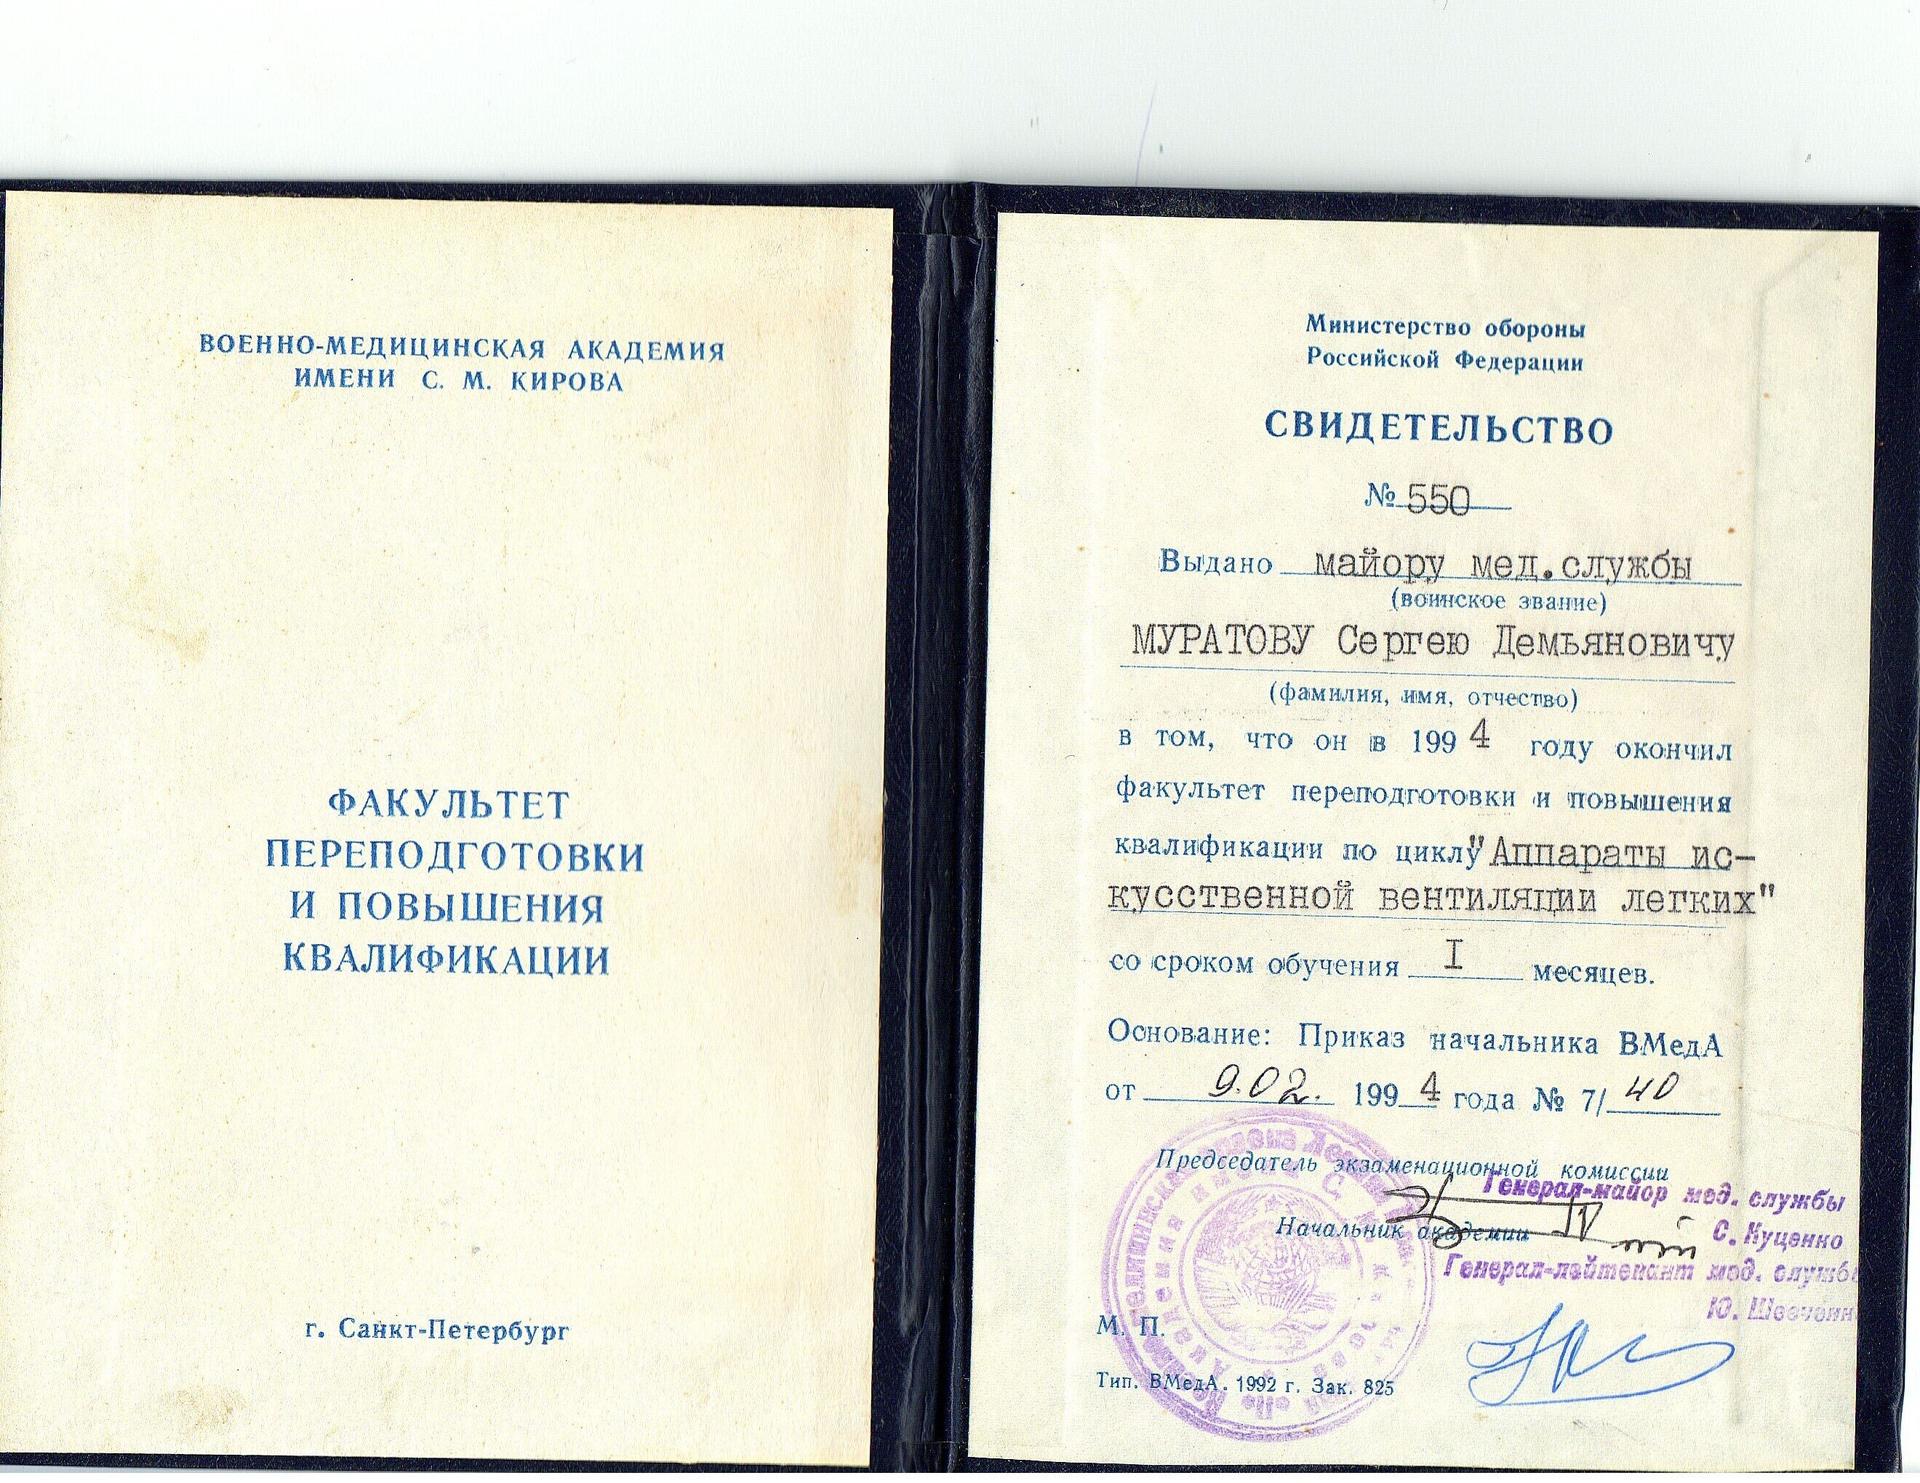 ВОЕННО-МЕДИЦИНСКАЯ АКАДЕМИЯ
ИМЕНИ С. М. КИРОВА
ФАКУЛЬТЕТ
ПЕРЕПОДГОТОВКИ
И ПОВЫШЕНИЯ
КВАЛИФИКАЦИИ
г. Санкт-Петербург
Министерство обороны
Российской Федерации
СВИДЕТЕЛЬСТВО
№ 550
Выдано майору мед.службы
(воинское звание)
МУРАТОВУ Сергею Демьяновичу
(фамилия, имя, отчество)
в том, что он в 1994 году окончил
факультет переподготовки и повышения
квалификации по циклу "Аппараты ис-
кусственной вентиляции легких"
со сроком обучения I месяцев.
Основание: Приказ начальника ВМедА
от 9.02. 1994 года № 7/40
Председатель экзаменационной комиссии
Генерал-майор мед. службы
Начальник академии С. Куценко
Генерал-лейтенант мед.
Ю.
М. П.
Тип. ВМедА. 1992 г. Зак. 825